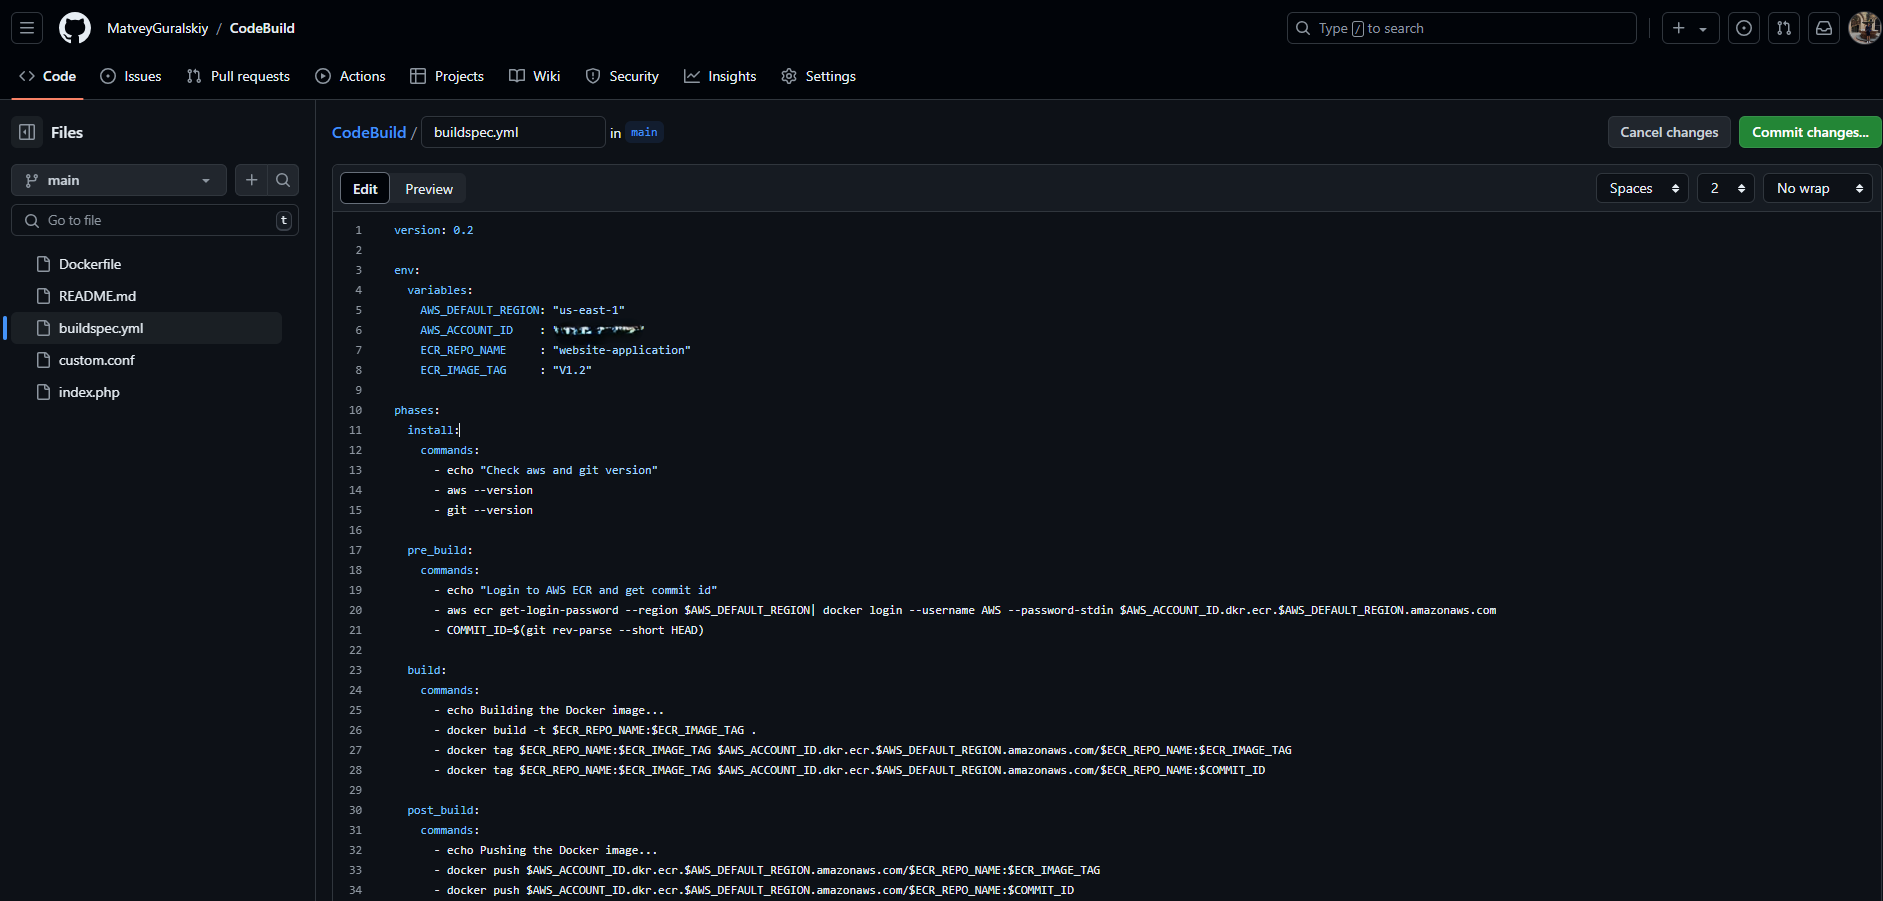 MatveyGuralskiy / CodeBuild
Type / to search
Code
Issues
Pull requests
Actions
Projects
Wiki
Security
Insights
Settings
Files
main
Go to file
t
Dockerfile
README.md
buildspec.yml
custom.conf
index.php
CodeBuild / buildspec.yml in main
Cancel changes
Commit changes...
Edit
Preview
Spaces
2
No wrap
1 version: 0.2
2
3 env:
4   variables:
5     AWS_DEFAULT_REGION: "us-east-1"
6     AWS_ACCOUNT_ID    :
7     ECR_REPO_NAME     : "website-application"
8     ECR_IMAGE_TAG     : "V1.2"
9
10 phases:
11   install:
12     commands:
13       - echo "Check aws and git version"
14       - aws --version
15       - git --version
16
17   pre_build:
18     commands:
19       - echo "Login to AWS ECR and get commit id"
20       - aws ecr get-login-password --region $AWS_DEFAULT_REGION| docker login --username AWS --password-stdin $AWS_ACCOUNT_ID.dkr.ecr.$AWS_DEFAULT_REGION.amazonaws.com
21       - COMMIT_ID=$(git rev-parse --short HEAD)
22
23   build:
24     commands:
25       - echo Building the Docker image...
26       - docker build -t $ECR_REPO_NAME:$ECR_IMAGE_TAG .
27       - docker tag $ECR_REPO_NAME:$ECR_IMAGE_TAG $AWS_ACCOUNT_ID.dkr.ecr.$AWS_DEFAULT_REGION.amazonaws.com/$ECR_REPO_NAME:$ECR_IMAGE_TAG
28       - docker tag $ECR_REPO_NAME:$ECR_IMAGE_TAG $AWS_ACCOUNT_ID.dkr.ecr.$AWS_DEFAULT_REGION.amazonaws.com/$ECR_REPO_NAME:$COMMIT_ID
29
30   post_build:
31     commands:
32       - echo Pushing the Docker image...
33       - docker push $AWS_ACCOUNT_ID.dkr.ecr.$AWS_DEFAULT_REGION.amazonaws.com/$ECR_REPO_NAME:$ECR_IMAGE_TAG
34       - docker push $AWS_ACCOUNT_ID.dkr.ecr.$AWS_DEFAULT_REGION.amazonaws.com/$ECR_REPO_NAME:$COMMIT_ID